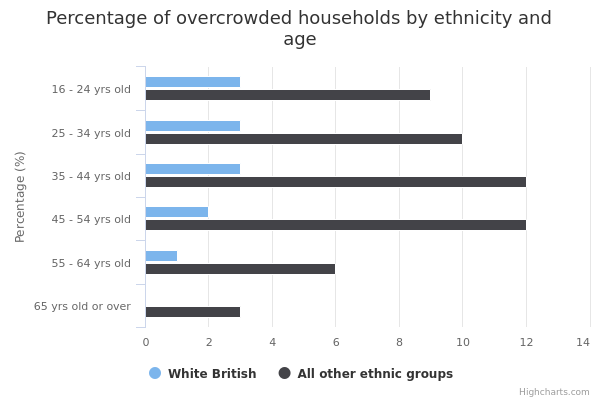 Percentage of overcrowded households by ethnicity and
age
Percentage (%)
16 - 24 yrs old
25 - 34 yrs old
35 - 44 yrs old
45 - 54 yrs old
55 - 64 yrs old
65 yrs old or over
0 2 4 6 8 10 12 14
White British All other ethnic groups
Highcharts.com